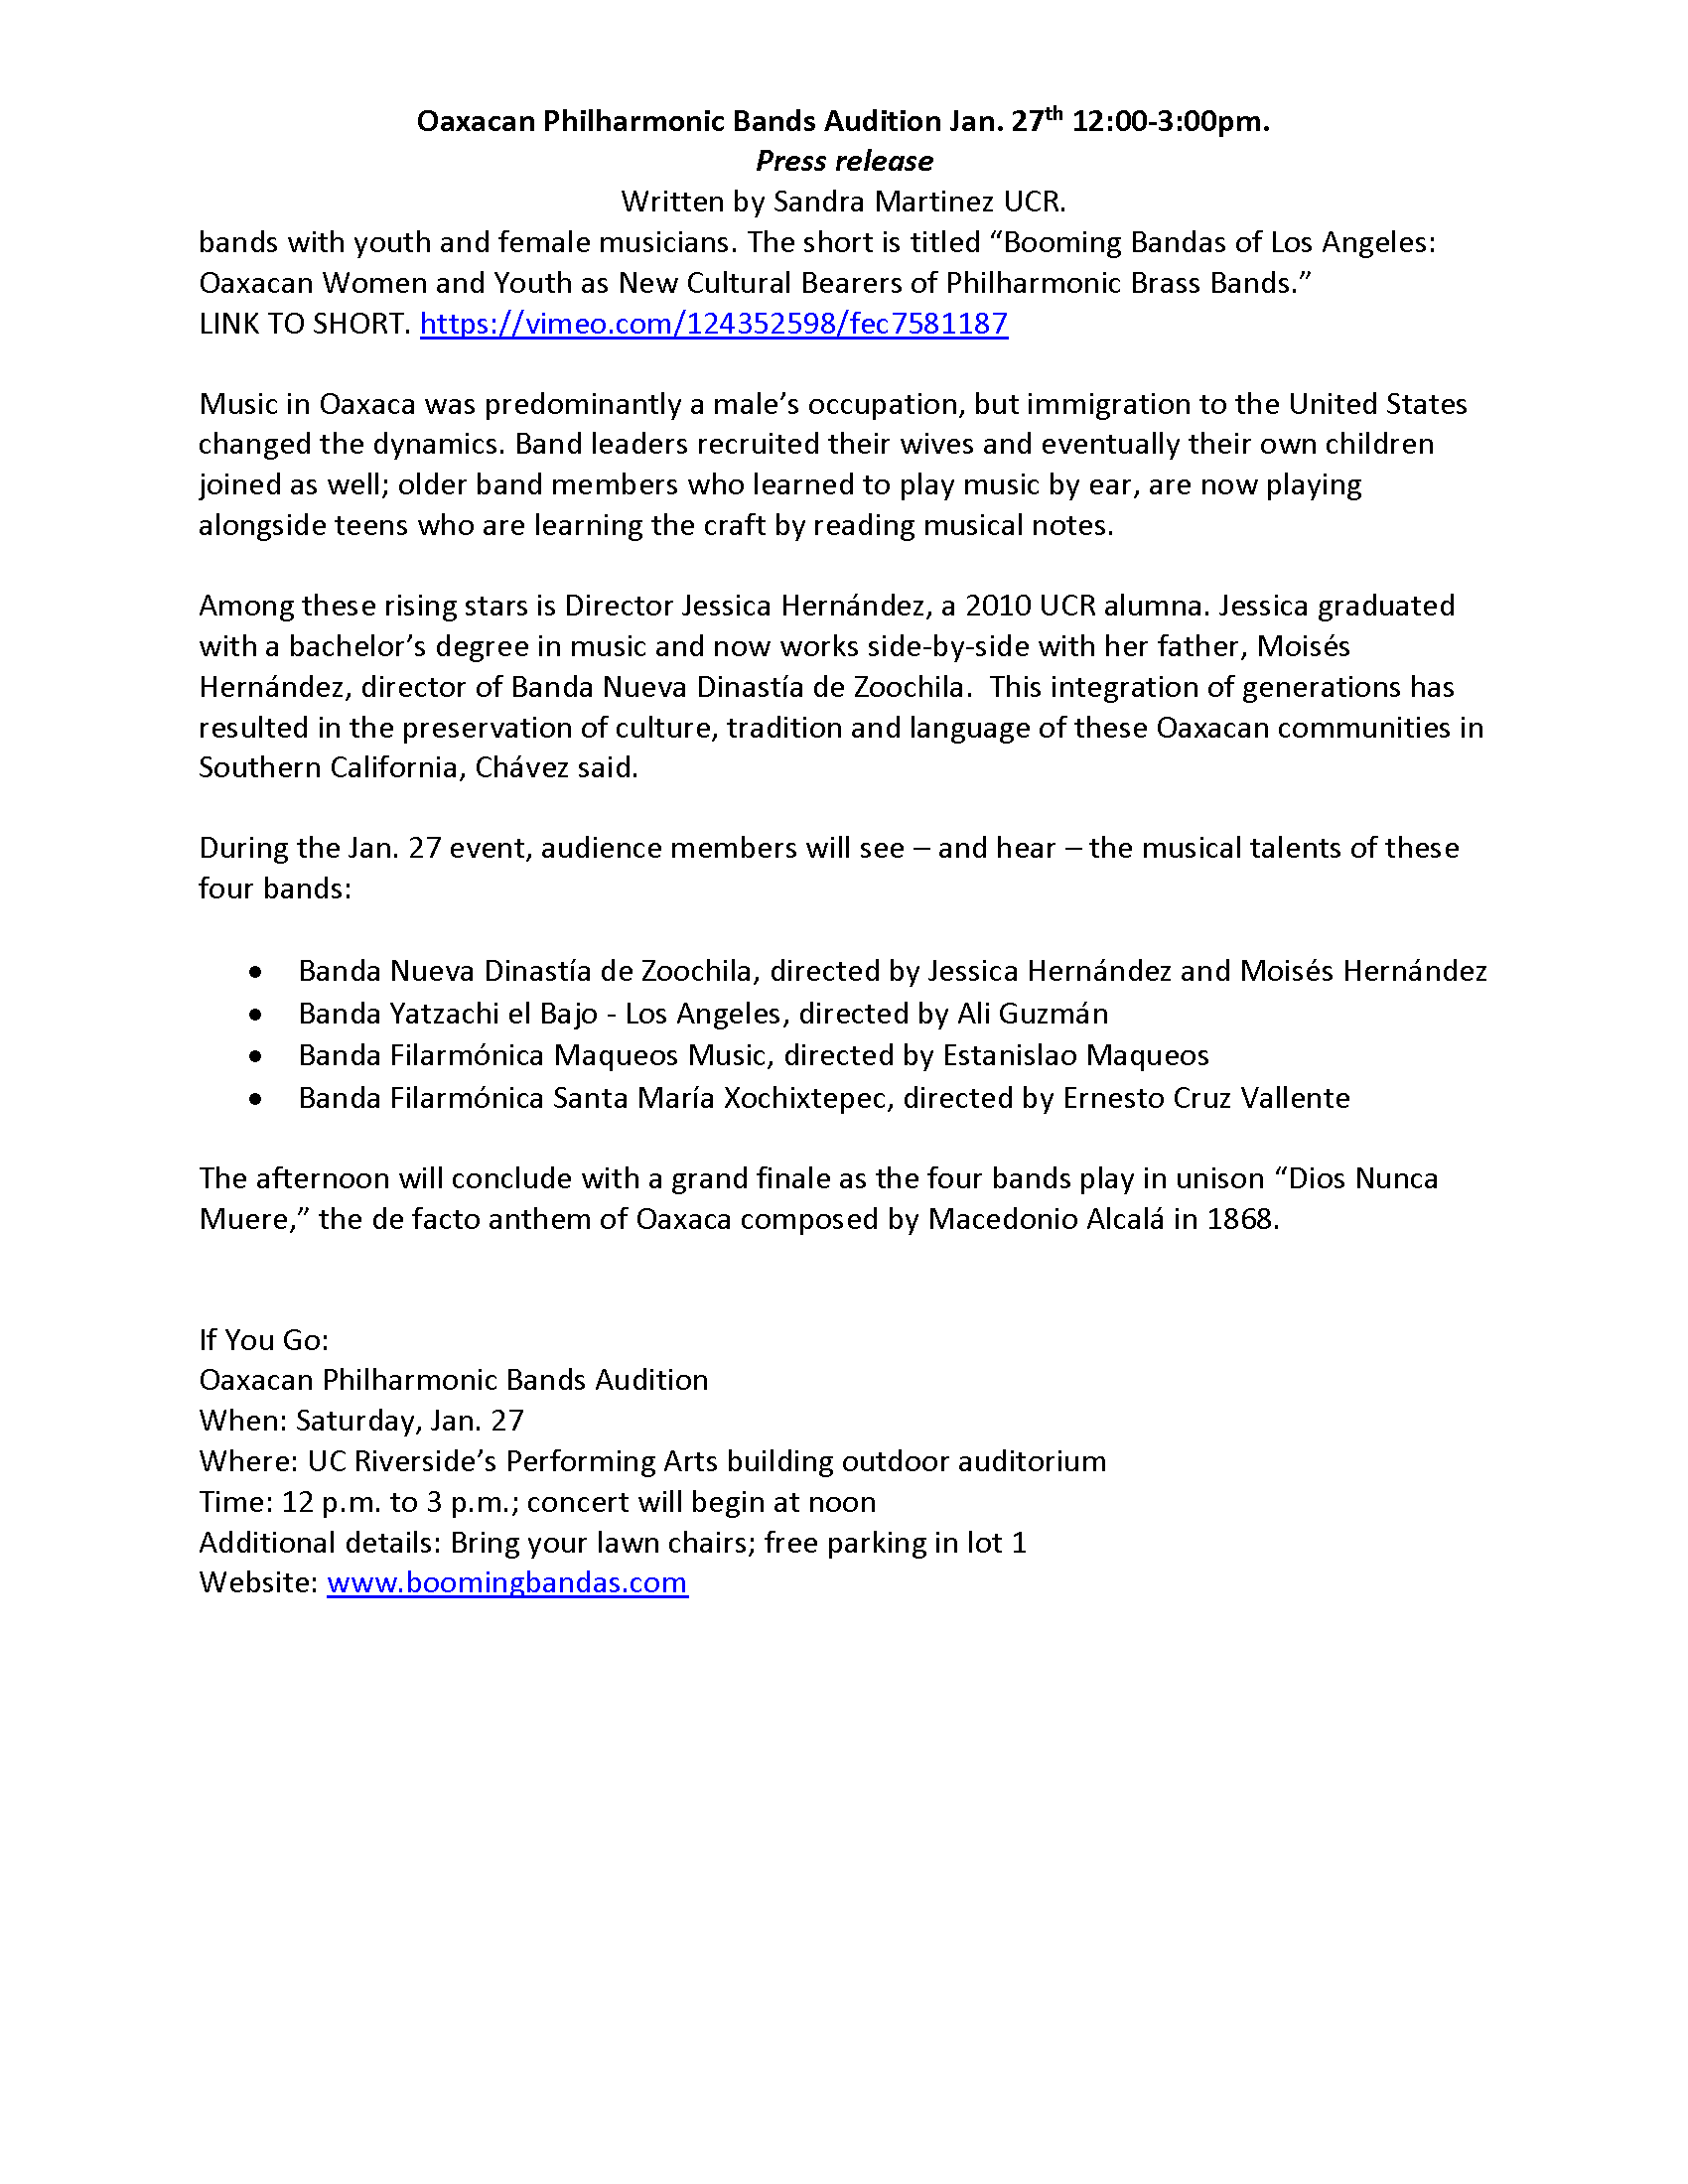 Oaxacan Philharmonic Bands Audition Jan. 27th 12:00-3:00pm.
Press release
Written by Sandra Martinez UCR.
bands with youth and female musicians. The short is titled “Booming Bandas of Los Angeles:
Oaxacan Women and Youth as New Cultural Bearers of Philharmonic Brass Bands.”
LINK TO SHORT. https://vimeo.com/124352598/fec7581187
Music in Oaxaca was predominantly a male’s occupation, but immigration to the United States
changed the dynamics. Band leaders recruited their wives and eventually their own children
joined as well; older band members who learned to play music by ear, are now playing
alongside teens who are learning the craft by reading musical notes.
Among these rising stars is Director Jessica Hernández, a 2010 UCR alumna. Jessica graduated
with a bachelor’s degree in music and now works side-by-side with her father, Moisés
Hernández, director of Banda Nueva Dinastía de Zoochila.  This integration of generations has
resulted in the preservation of culture, tradition and language of these Oaxacan communities in
Southern California, Chávez said.
During the Jan. 27 event, audience members will see – and hear – the musical talents of these
four bands:
• Banda Nueva Dinastía de Zoochila, directed by Jessica Hernández and Moisés Hernández
• Banda Yatzachi el Bajo - Los Angeles, directed by Ali Guzmán
• Banda Filarmónica Maqueos Music, directed by Estanislao Maqueos
• Banda Filarmónica Santa María Xochixtepec, directed by Ernesto Cruz Vallente
The afternoon will conclude with a grand finale as the four bands play in unison “Dios Nunca
Muere,” the de facto anthem of Oaxaca composed by Macedonio Alcalá in 1868.
If You Go:
Oaxacan Philharmonic Bands Audition
When: Saturday, Jan. 27
Where: UC Riverside’s Performing Arts building outdoor auditorium
Time: 12 p.m. to 3 p.m.; concert will begin at noon
Additional details: Bring your lawn chairs; free parking in lot 1
Website: www.boomingbandas.com